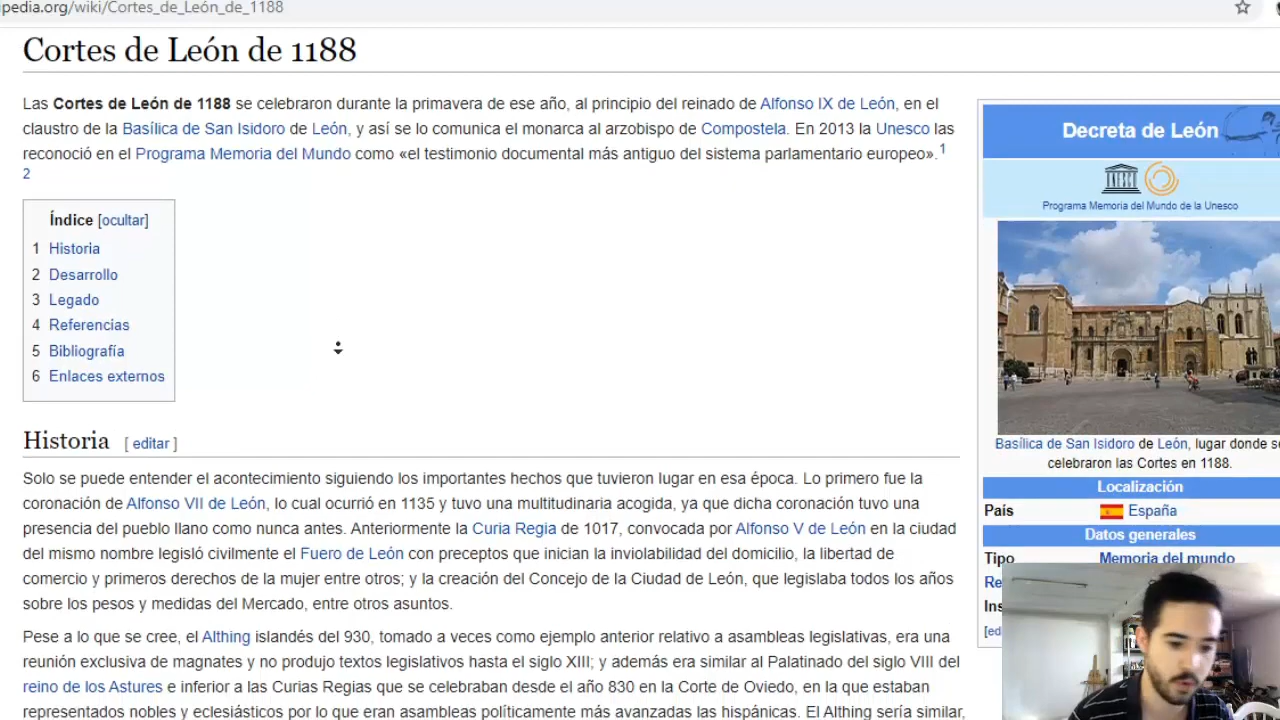 pedia.org/wiki/Cortes_de_León_de_1188
Cortes de León de 1188
Las Cortes de León de 1188 se celebraron durante la primavera de ese año, al principio del reinado de Alfonso IX de León, en el
claustro de la Basílica de San Isidoro de León, y así se lo comunica el monarca al arzobispo de Compostela. En 2013 la Unesco las
reconoció en el Programa Memoria del Mundo como «el testimonio documental más antiguo del sistema parlamentario europeo».1
2
Índice [ocultar]
1 Historia
2 Desarrollo
3 Legado
4 Referencias
5 Bibliografía
6 Enlaces externos
Historia [ editar ]
Solo se puede entender el acontecimiento siguiendo los importantes hechos que tuvieron lugar en esa época. Lo primero fue la
coronación de Alfonso VII de León, lo cual ocurrió en 1135 y tuvo una multitudinaria acogida, ya que dicha coronación tuvo una
presencia del pueblo llano como nunca antes. Anteriormente la Curia Regia de 1017, convocada por Alfonso V de León en la ciudad
del mismo nombre legisló civilmente el Fuero de León con preceptos que inician la inviolabilidad del domicilio, la libertad de
comercio y primeros derechos de la mujer entre otros; y la creación del Concejo de la Ciudad de León, que legislaba todos los años
sobre los pesos y medidas del Mercado, entre otros asuntos.
Pese a lo que se cree, el Althing islandés del 930, tomado a veces como ejemplo anterior relativo a asambleas legislativas, era una
reunión exclusiva de magnates y no produjo textos legislativos hasta el siglo XIII; y además era similar al Palatinado del siglo VIII del
reino de los Astures e inferior a las Curias Regias que se celebraban desde el año 830 en la Corte de Oviedo, en la que estaban
representados nobles y eclesiásticos por lo que eran asambleas políticamente más avanzadas las hispánicas. El Althing sería similar,
Decreta de León
Programa Memoria del Mundo de la Unesco
Basílica de San Isidoro de León, lugar donde se
celebraron las Cortes en 1188.
Localización
País España
Datos generales
Tipo Memoria del mundo
Re
Ins
[ed